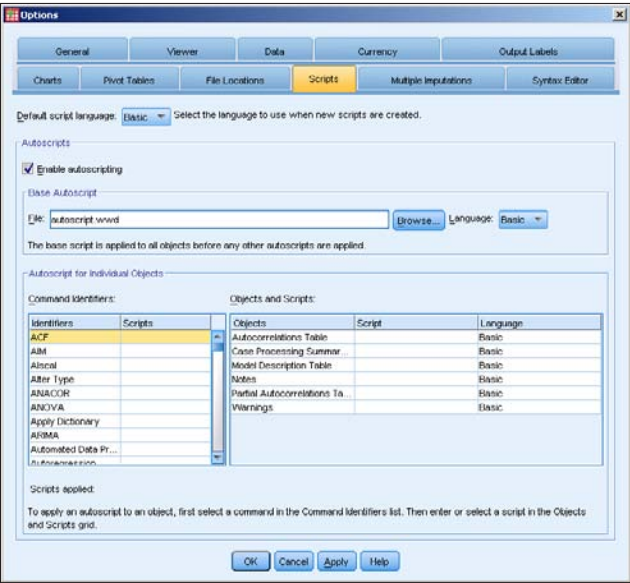 Options
General Viewer Data Currency Output Labels
Charts Pivot Tables File Locations Scripts Multiple Imputations Syntax Editor
Default script language: Basic Select the language to use when new scripts are created.
Autoscripts
Enable autoscripting
Base Autoscript
File: autoscript.wwd Browse... Language: Basic
The base script is applied to all objects before any other autoscripts are applied.
Autoscript for Individual Objects
Command Identifiers: Objects and Scripts:
Identifiers Scripts Objects Script Language
ACF Autocorrelations Table Basic
AIM Case Processing Summar... Basic
Alscal Model Description Table Basic
Alter Type Notes Basic
ANACOR Partial Autocorrelations Ta... Basic
ANOVA Warnings Basic
Apply Dictionary
ARIMA
Automated Data Pr...
Autoregression
Scripts applied:
To apply an autoscript to an object, first select a command in the Command Identifiers list. Then enter or select a script in the Objects
and Scripts grid.
OK Cancel Apply Help